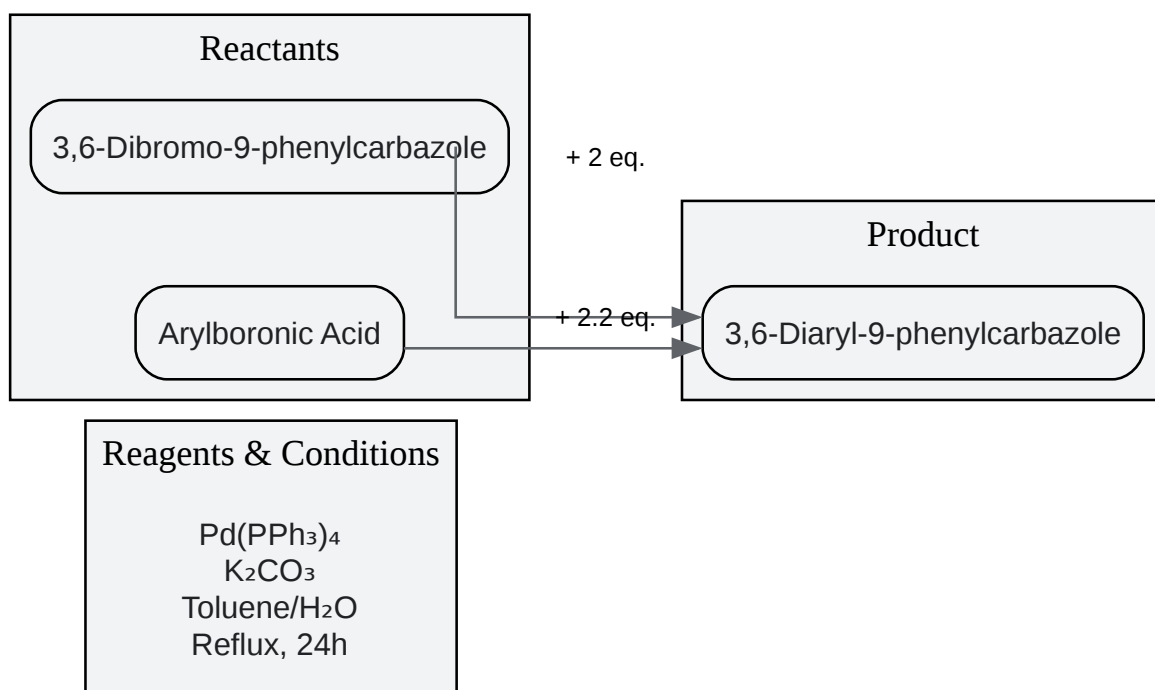 Reactants
3,6-Dibromo-9-phenylcarbazole
+ 2 eq.
Product
+ 2.2 eq.
Arylboronic Acid
3,6-Diaryl-9-phenylcarbazole
Reagents & Conditions
Pd(PPh₃)₄
K₂CO₃
Toluene/H₂O
Reflux, 24h